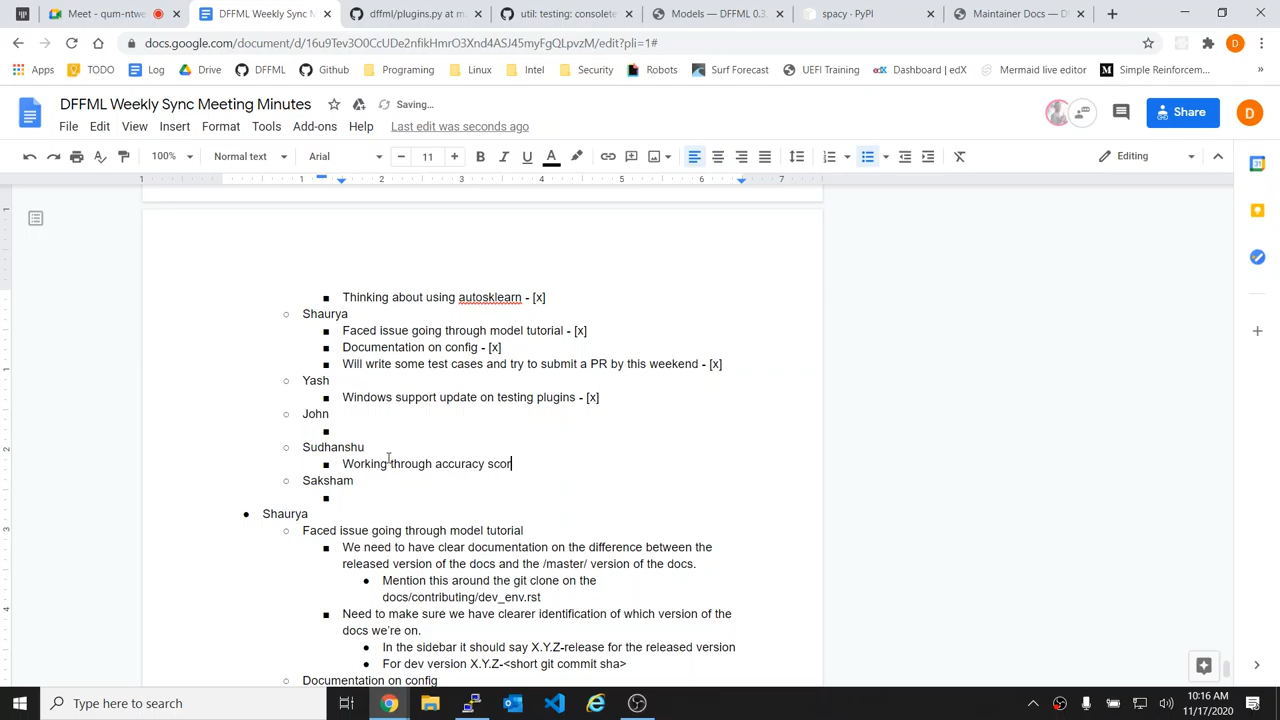 Meet - qum-ntwe
DFFML Weekly Sync M
dffml/plugins.py at m
util: testing: consolete
Models — DFFML 0.3.
spacy · PyPI
Maintainer Docs — D
docs.google.com/document/d/16u9Tev3O0CcUDe2nfikHmrO3Xnd4ASJ45myFgQLpvzM/edit?pli=1#
D
Apps
TODO
Log
Drive
DFFML
Github
Programing
Linux
Intel
Security
Robots
Surf Forecast
UEFI Training
Dashboard | edX
Mermaid live editor
Simple Reinforcem...
DFFML Weekly Sync Meeting Minutes
Saving...
File Edit View Insert Format Tools Add-ons Help Last edit was seconds ago
Share
D
100% Normal text Arial 11 Editing
1 1 2 3 4 5 6 7
Thinking about using autosklearn - [x]
Shaurya
Faced issue going through model tutorial - [x]
Documentation on config - [x]
Will write some test cases and try to submit a PR by this weekend - [x]
Yash
Windows support update on testing plugins - [x]
John
Sudhanshu
Working through accuracy scor
Saksham
Shaurya
Faced issue going through model tutorial
We need to have clear documentation on the difference between the
released version of the docs and the /master/ version of the docs.
Mention this around the git clone on the
docs/contributing/dev_env.rst
Need to make sure we have clearer identification of which version of the
docs we're on.
In the sidebar it should say X.Y.Z-release for the released version
For dev version X.Y.Z-<short git commit sha>
Documentation on config
Type here to search
10:16 AM
11/17/2020